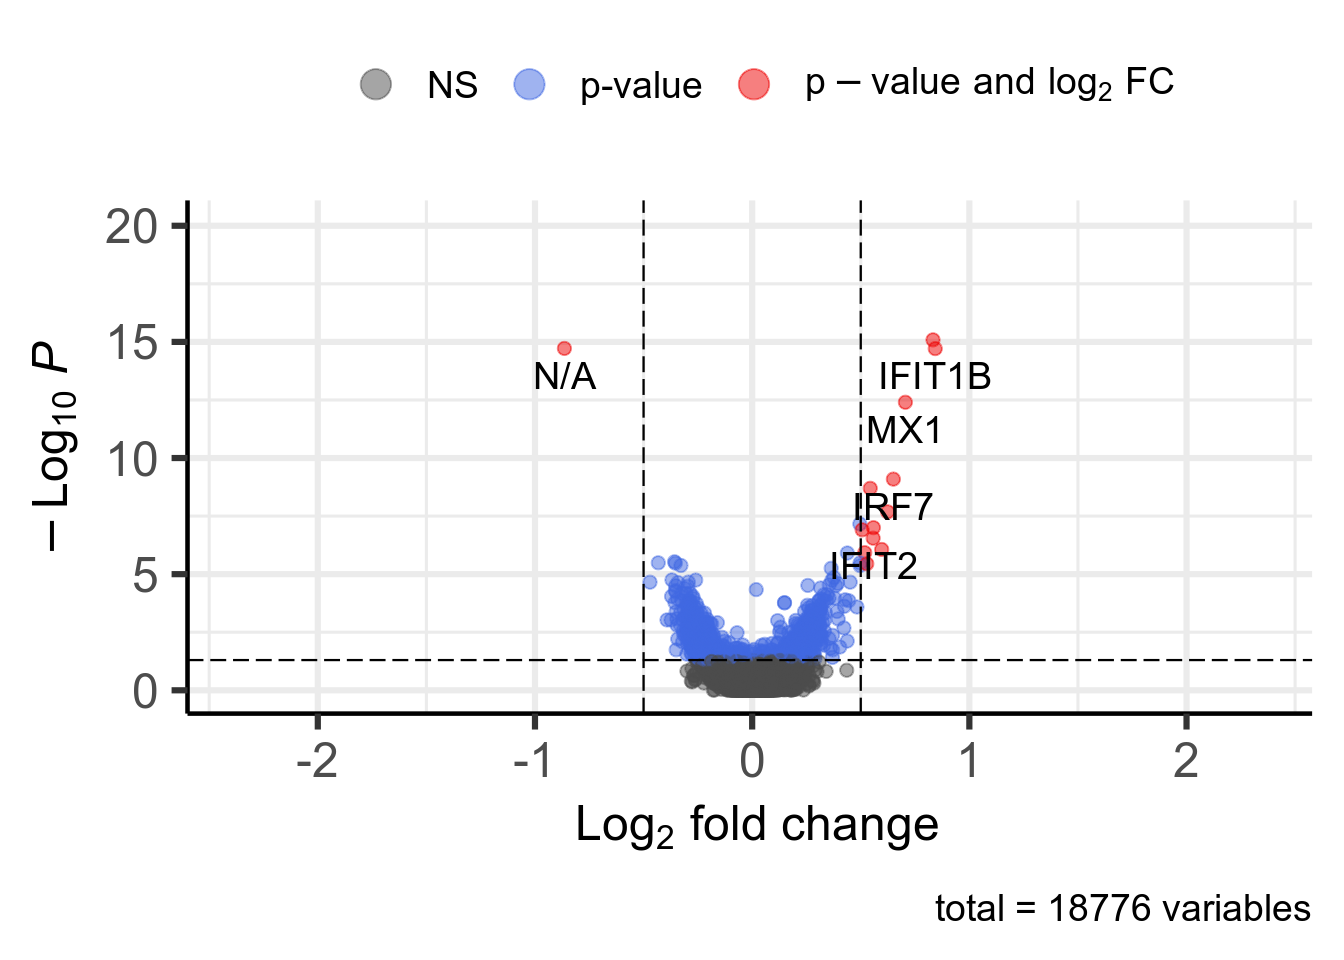 NS p-value p − value and log₂ FC
− Log₁₀ P
20
15
10
5
0
N/A
IFIT1B
MX1
IRF7
IFIT2
-2 -1 0 1 2
Log₂ fold change
total = 18776 variables